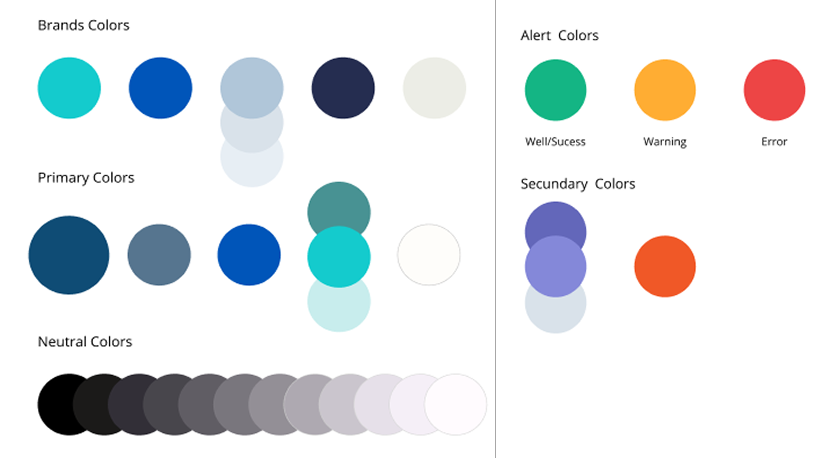 Brands Colors
Primary Colors
Neutral Colors
Alert Colors
Well/Sucess
Warning
Error
Secundary Colors